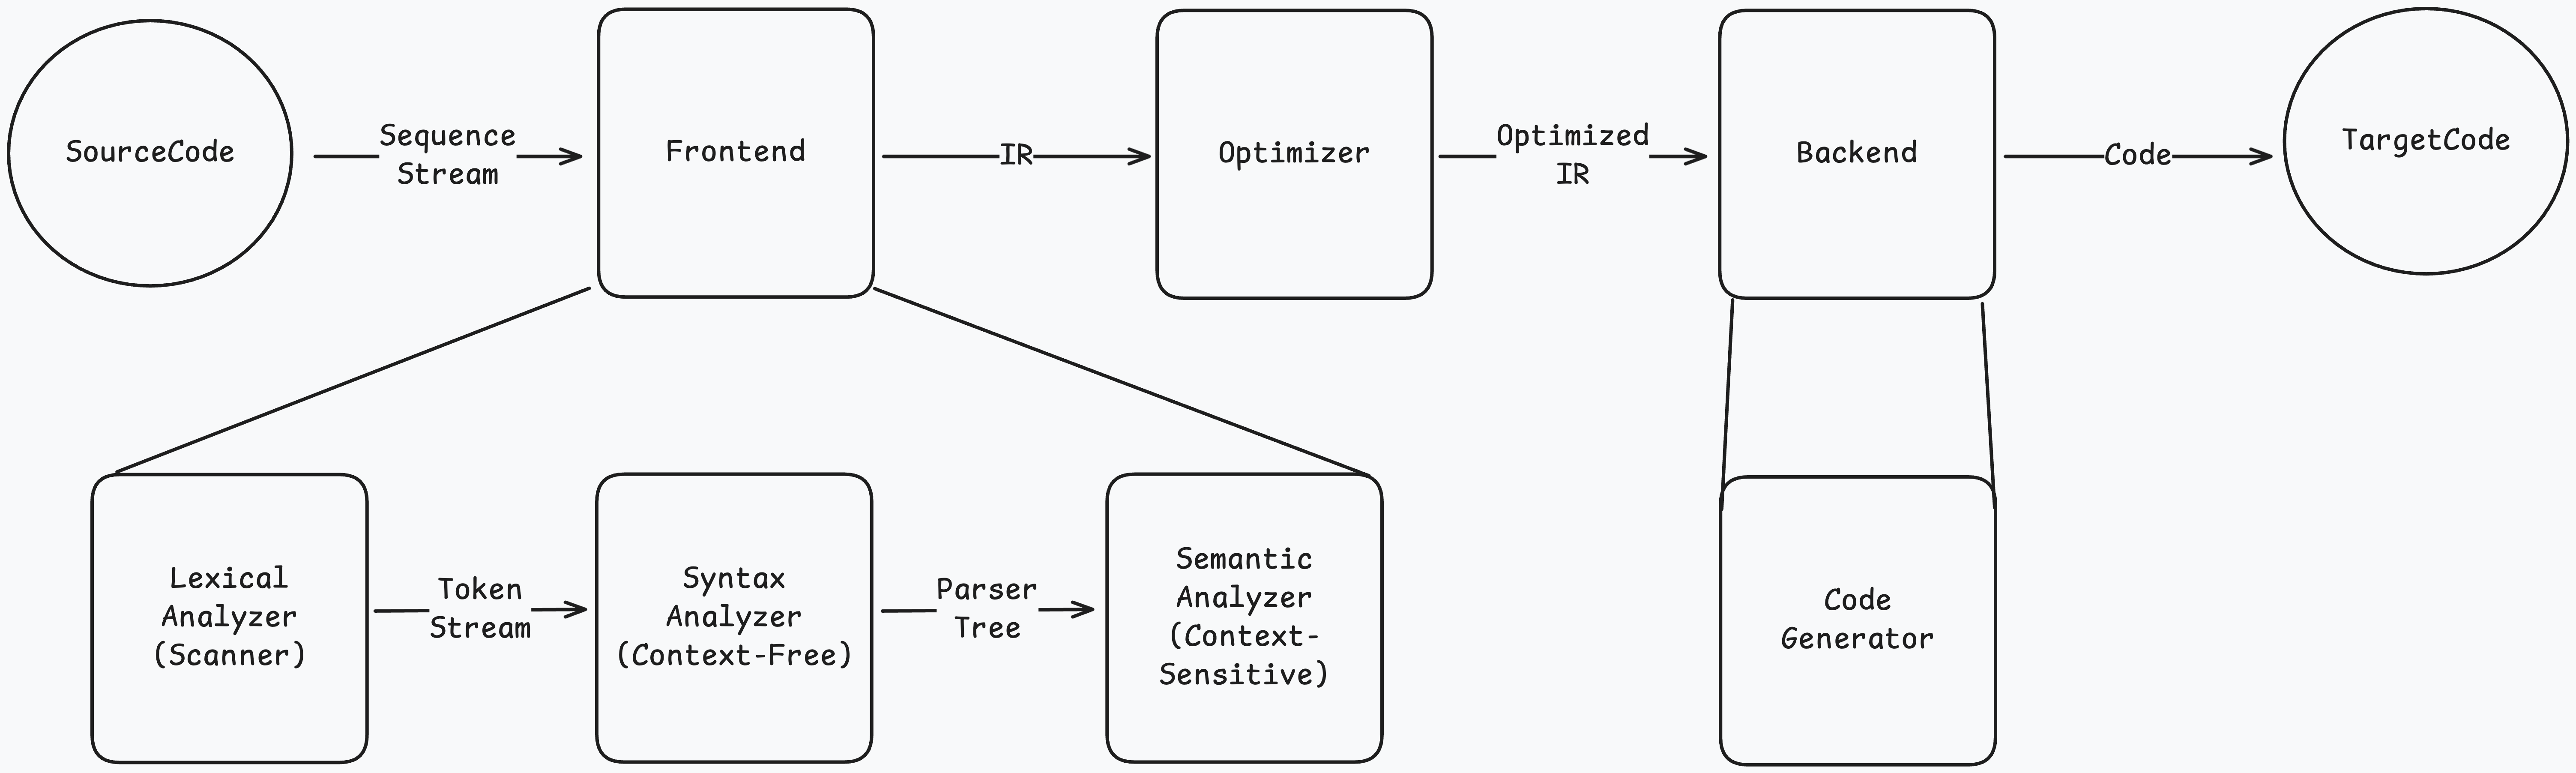 SourceCode
Sequence
Stream
Frontend
IR
Optimizer
Optimized
IR
Backend
Code
TargetCode
Lexical
Analyzer
(Scanner)
Token
Stream
Syntax
Analyzer
(Context-Free)
Parser
Tree
Semantic
Analyzer
(Context-
Sensitive)
Code
Generator